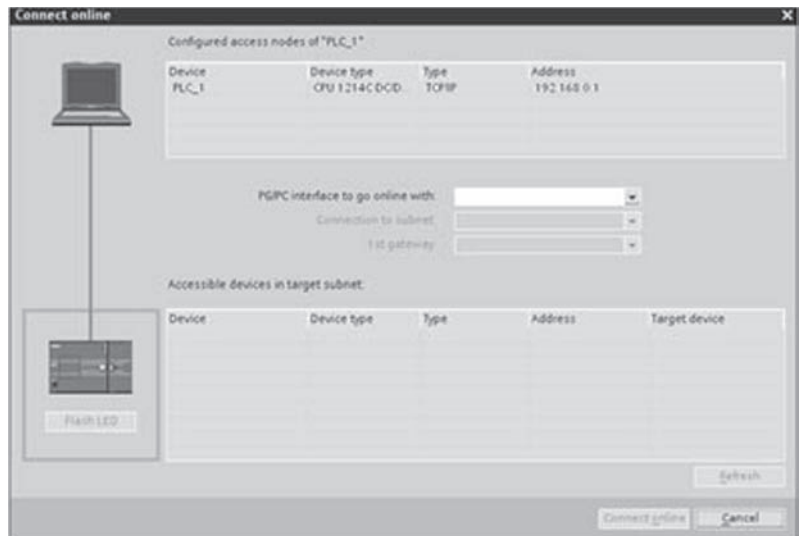 Connect online
Configured access nodes of "PLC_1"
Device Device type Type Address
PLC_1 CPU 1214C DC/D... TCP/IP 192.168.0.1
PG/PC interface to go online with:
Connection to subnet:
1st gateway:
Accessible devices in target subnet:
Device Device type Type Address Target device
Flash LED
Refresh
Connect online Cancel